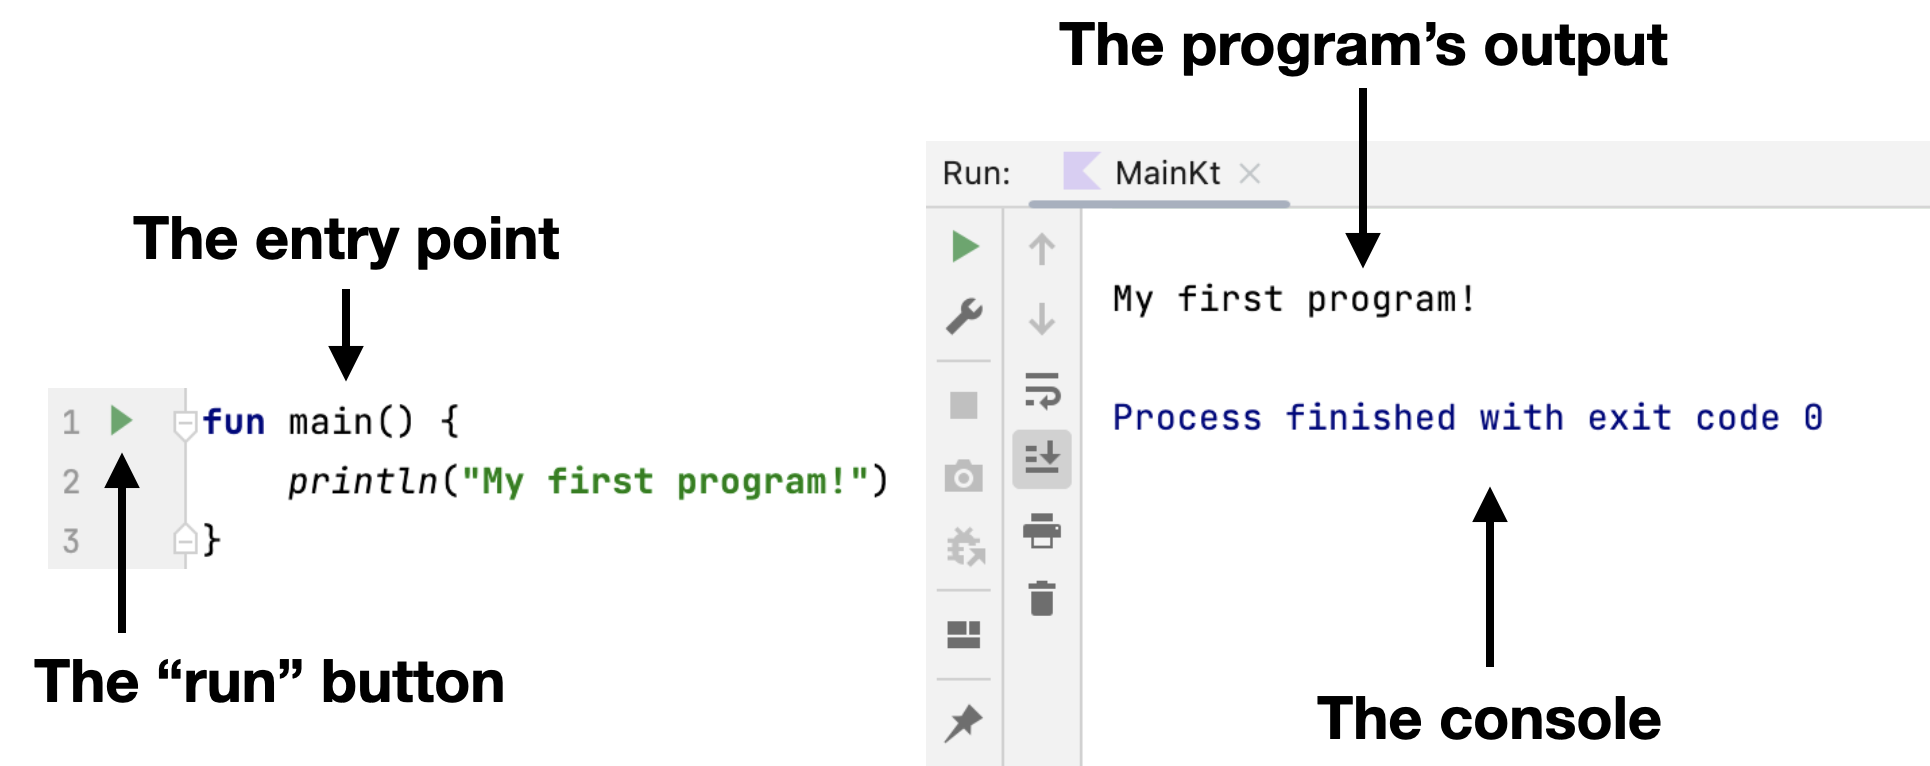 The program’s output
Run: MainKt
The entry point
My first program!
1 fun main() {
Process finished with exit code 0
2 println("My first program!")
3 }
The “run” button
The console